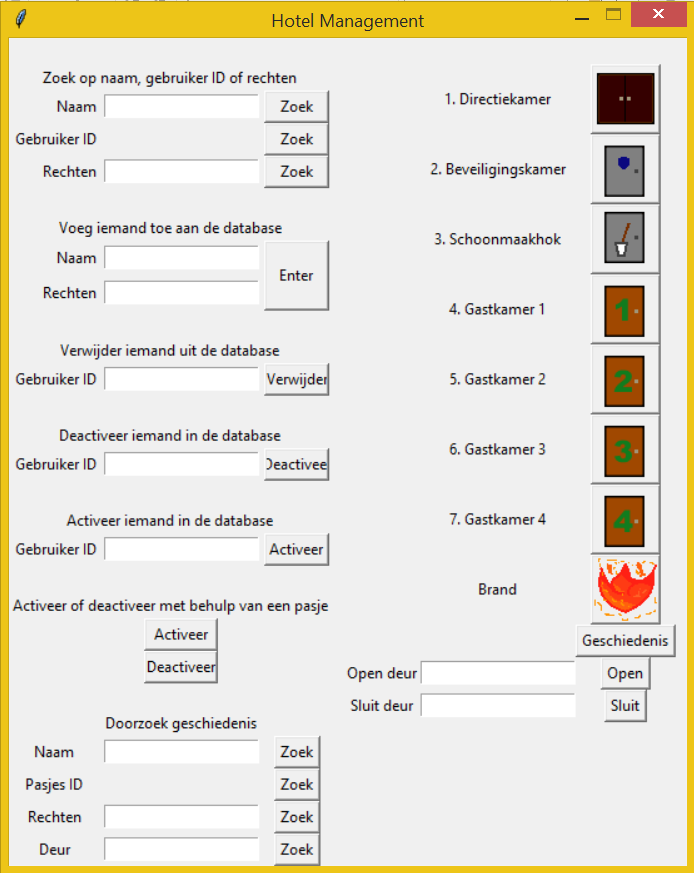 Hotel Management
Zoek op naam, gebruiker ID of rechten
Naam Zoek
Gebruiker ID Zoek
Rechten Zoek
Voeg iemand toe aan de database
Naam
Enter
Rechten
Verwijder iemand uit de database
Gebruiker ID Verwijder
Deactiveer iemand in de database
Gebruiker ID Deactivee
Activeer iemand in de database
Gebruiker ID Activeer
Activeer of deactiveer met behulp van een pasje
Activeer
Deactiveer
Doorzoek geschiedenis
Naam Zoek
Pasjes ID Zoek
Rechten Zoek
Deur Zoek
1. Directiekamer
2. Beveiligingskamer
3. Schoonmaakhok
4. Gastkamer 1 1
5. Gastkamer 2 2
6. Gastkamer 3 3
7. Gastkamer 4 4
Brand
Geschiedenis
Open deur Open
Sluit deur Sluit